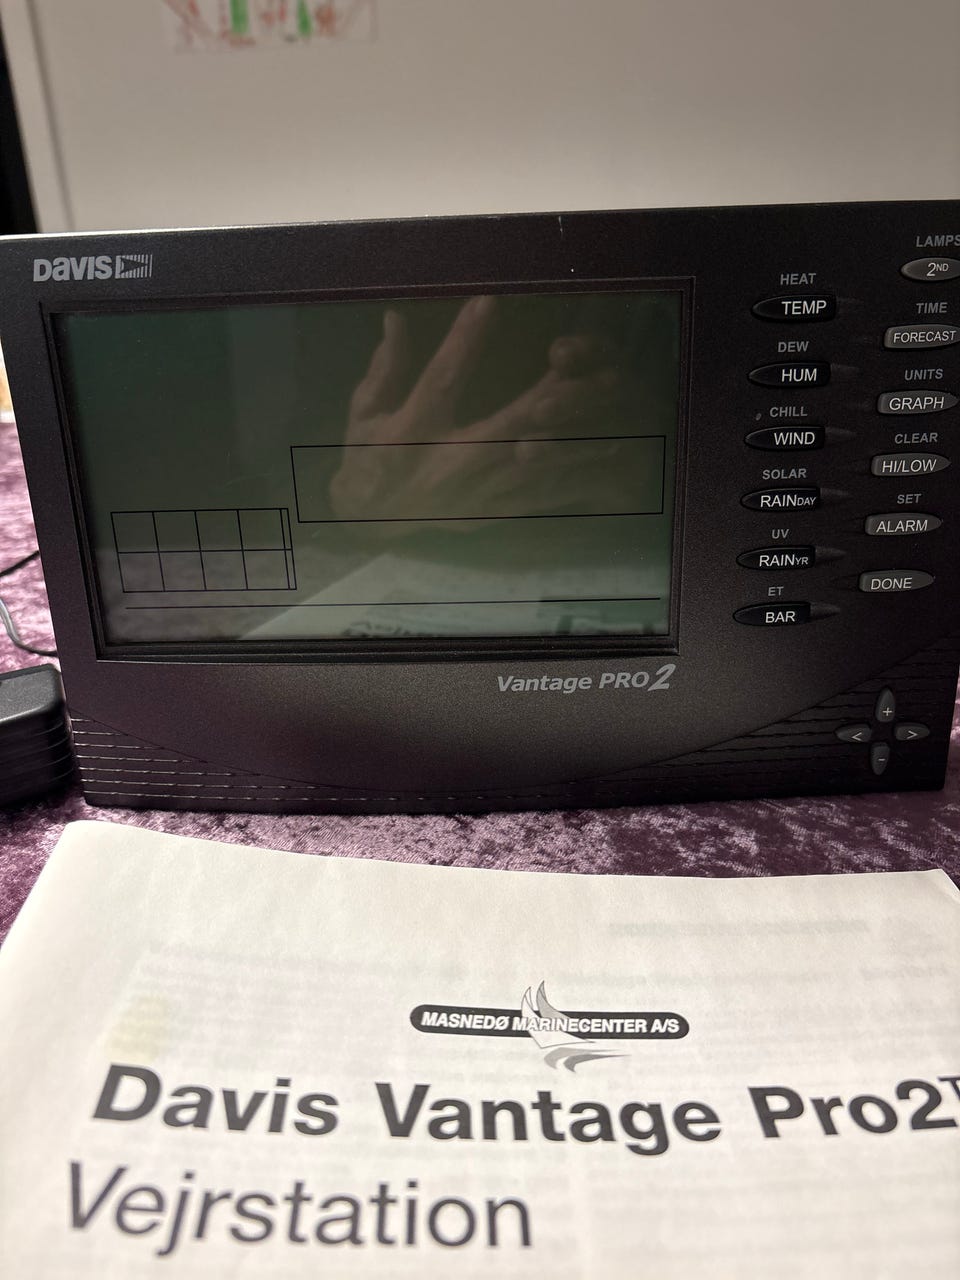 DAVIS
LAMPS
2ND
HEAT
TEMP
TIME
FORECAST
DEW
HUM
UNITS
GRAPH
CHILL
WIND
CLEAR
HI/LOW
SOLAR
RAINDAY
SET
ALARM
UV
RAINYR
DONE
ET
BAR
Vantage PRO2
+
< >
-
MASNEDØ MARINECENTER A/S
Davis Vantage Pro2
Vejrstation